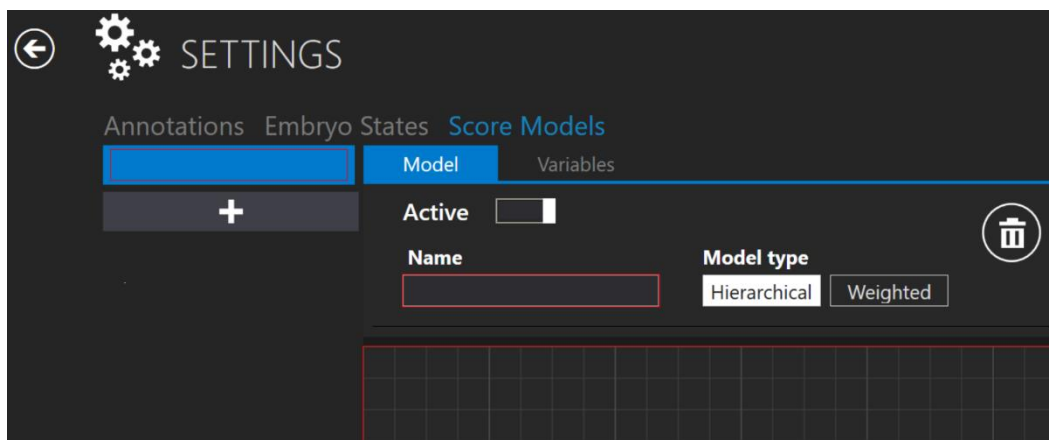 SETTINGS
Annotations Embryo States Score Models
Model Variables
Active
Name Model type
Hierarchical Weighted